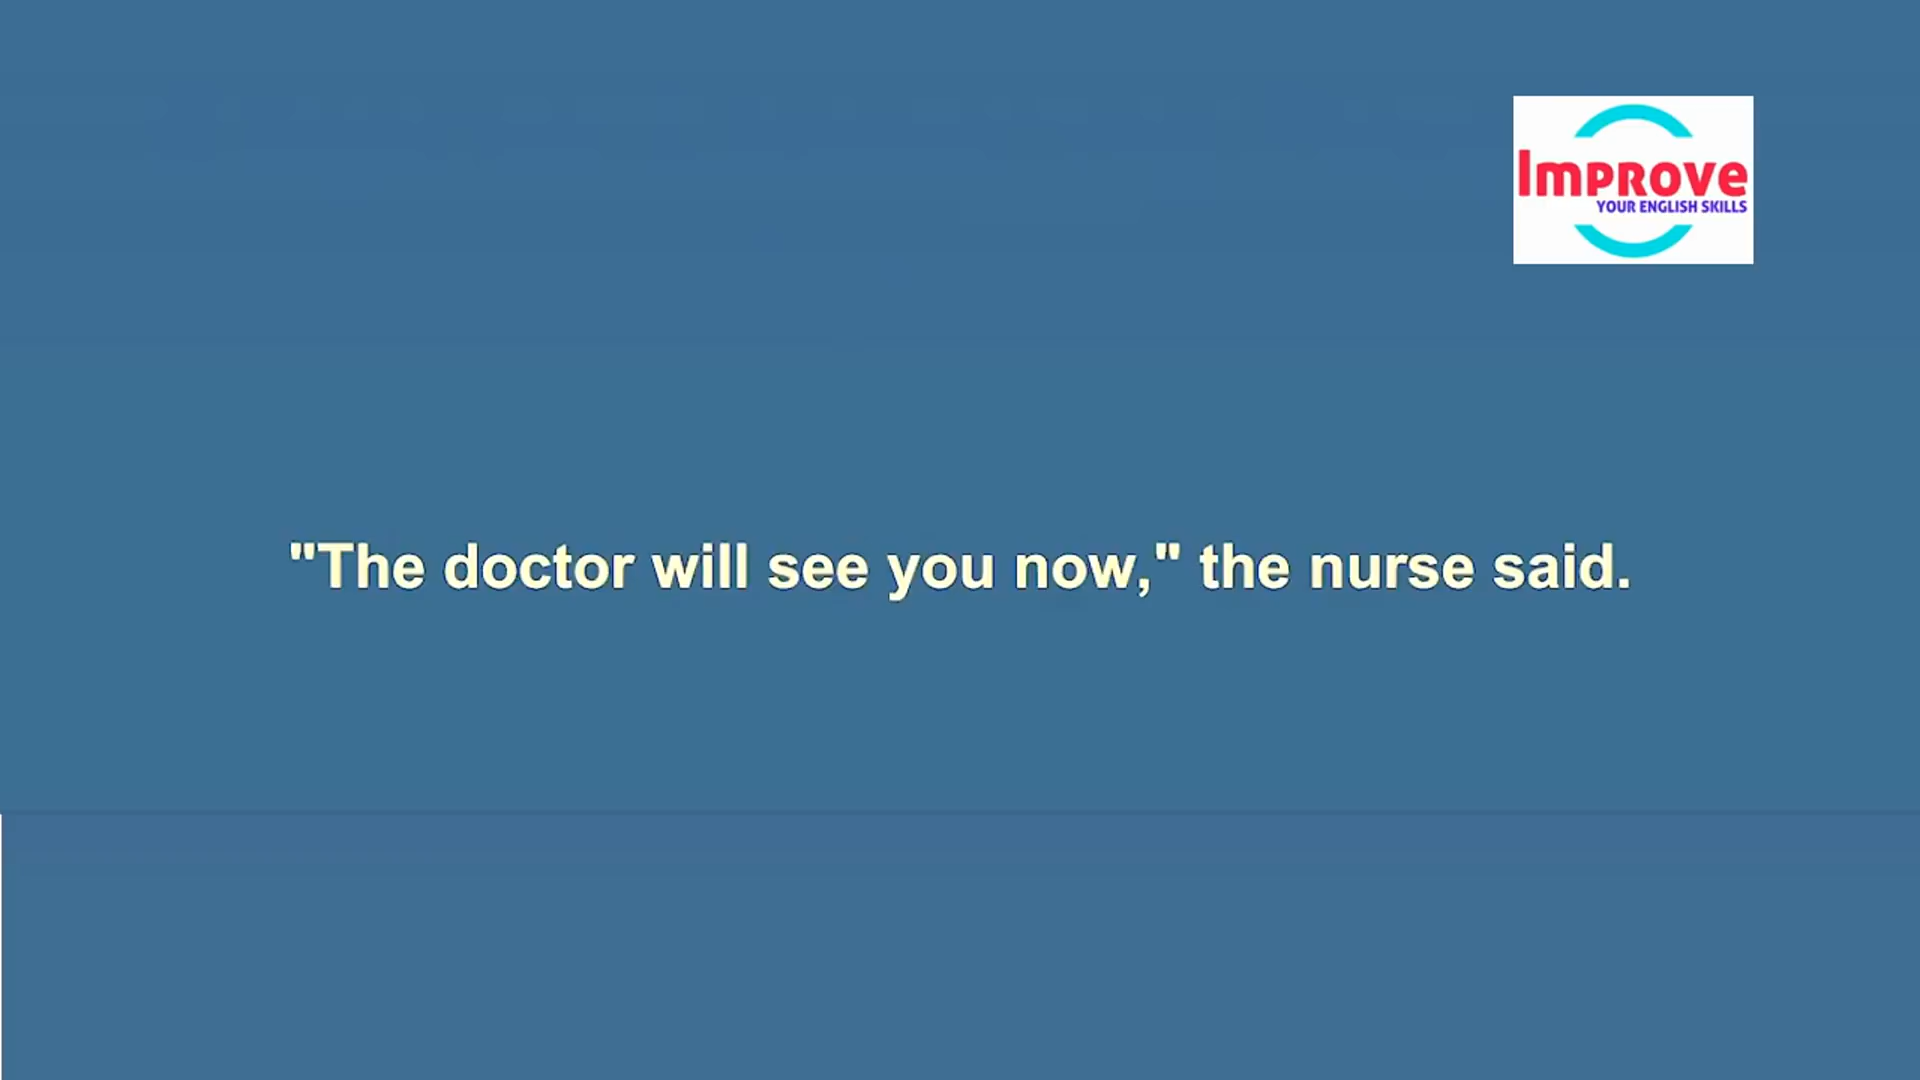 Improve
YOUR ENGLISH SKILLS
"The doctor will see you now," the nurse said.